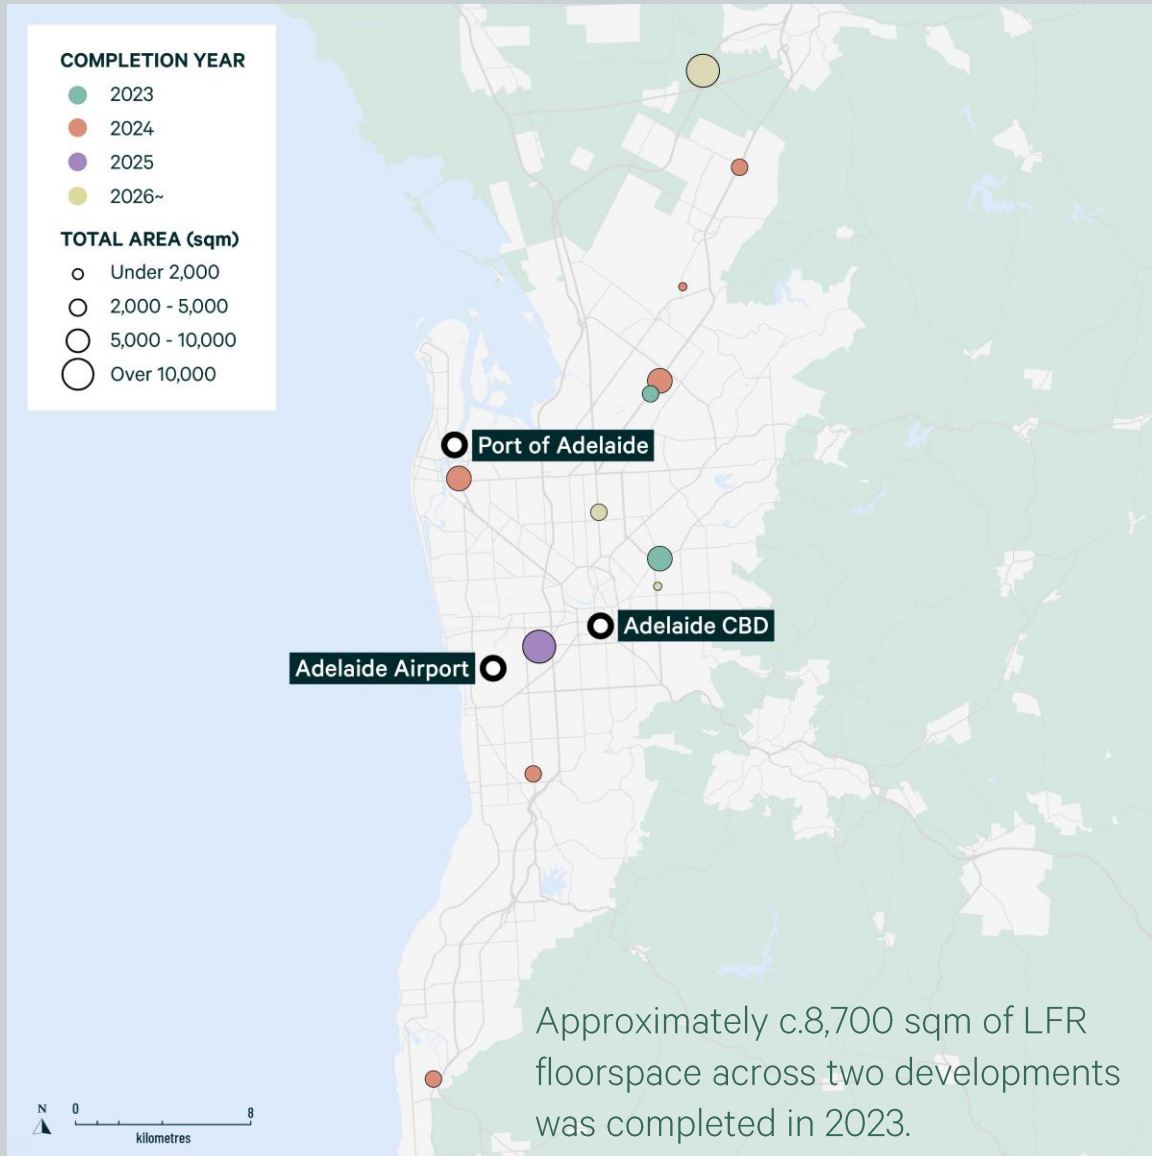 COMPLETION YEAR
2023
2024
2025
2026~
TOTAL AREA (sqm)
Under 2,000
2,000 - 5,000
5,000 - 10,000
Over 10,000
Port of Adelaide
Adelaide CBD
Adelaide Airport
Approximately c.8,700 sqm of LFR
floorspace across two developments
was completed in 2023.
N
0 8
kilometres